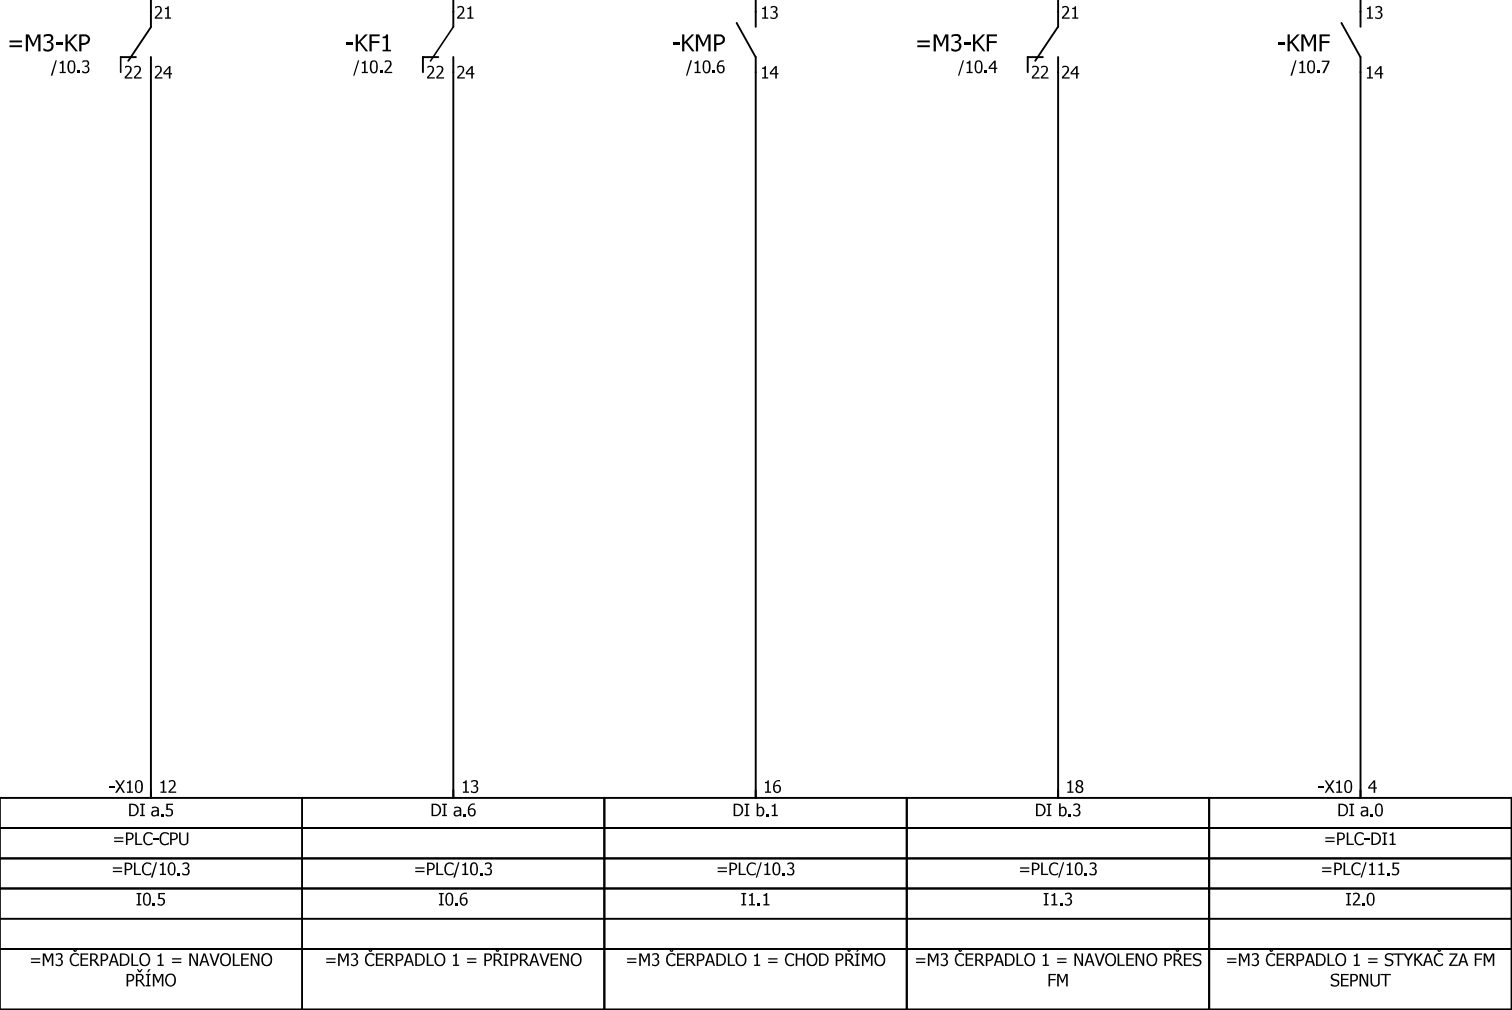 21
=M3-KP
/10.3
22 24
21
-KF1
/10.2
22 24
13
-KMP
/10.6
14
21
=M3-KF
/10.4
22 24
13
-KMF
/10.7
14
-X10 12
13
16
18
-X10 4
DI a.5
DI a.6
DI b.1
DI b.3
DI a.0
=PLC-CPU
=PLC-DI1
=PLC/10.3
=PLC/10.3
=PLC/10.3
=PLC/10.3
=PLC/11.5
I0.5
I0.6
I1.1
I1.3
I2.0
=M3 ČERPADLO 1 = NAVOLENO
PŘÍMO
=M3 ČERPADLO 1 = PŘIPRAVENO
=M3 ČERPADLO 1 = CHOD PŘÍMO
=M3 ČERPADLO 1 = NAVOLENO PŘES
FM
=M3 ČERPADLO 1 = STYKAČ ZA FM
SEPNUT